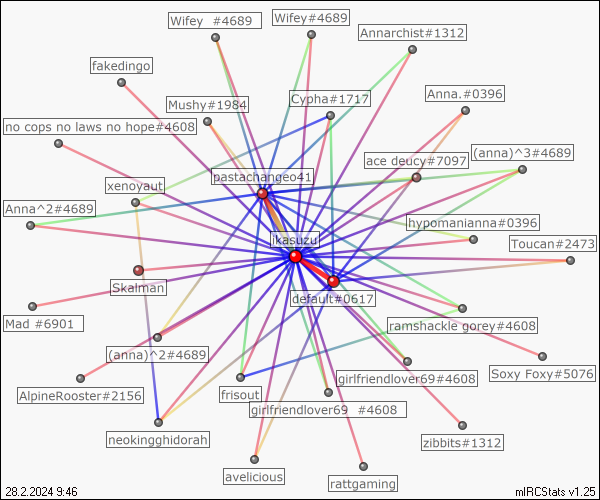 Wifey  #4689
Wifey#4689
Annarchist#1312
fakedingo
Mushy#1984
Cypha#1717
Anna.#0396
no cops no laws no hope#4608
ace deucy#7097
(anna)^3#4689
pastachangeo41
xenoyaut
Anna^2#4689
hypomanianna#0396
ikasuzu
Toucan#2473
Skalman
default#0617
Mad #6901
ramshackle gorey#4608
(anna)^2#4689
Soxy Foxy#5076
girlfriendlover69#4608
AlpineRooster#2156
frisout
girlfriendlover69  #4608
neokingghidorah
zibbits#1312
avelicious
rattgaming
28.2.2024 9:46
mIRCStats v1.25